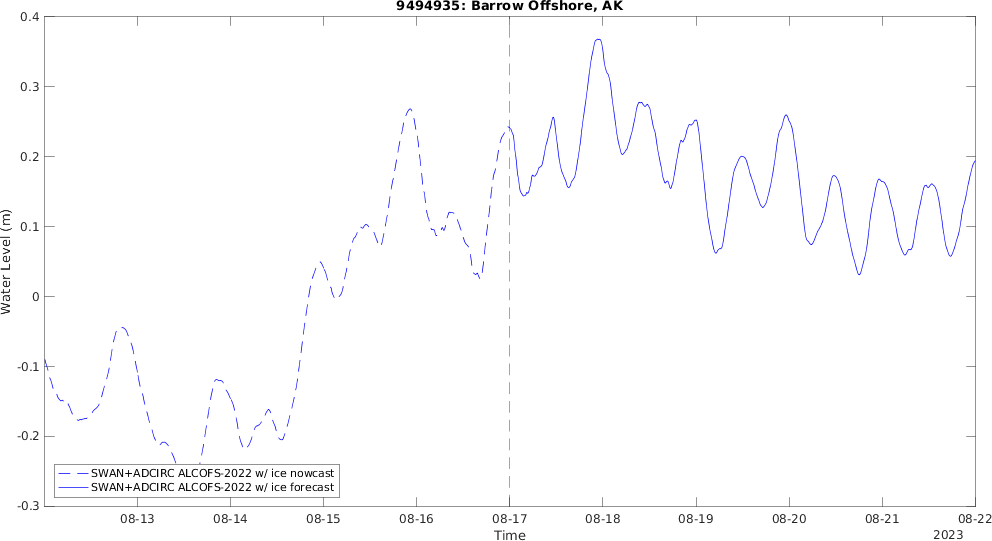 9494935: Barrow Offshore, AK
0.4
0.3
0.2
0.1
0
-0.1
-0.2
-0.3
Water Level (m)
SWAN+ADCIRC ALCOFS-2022 w/ ice nowcast
SWAN+ADCIRC ALCOFS-2022 w/ ice forecast
08-13 08-14 08-15 08-16 08-17 08-18 08-19 08-20 08-21 08-22
Time
2023